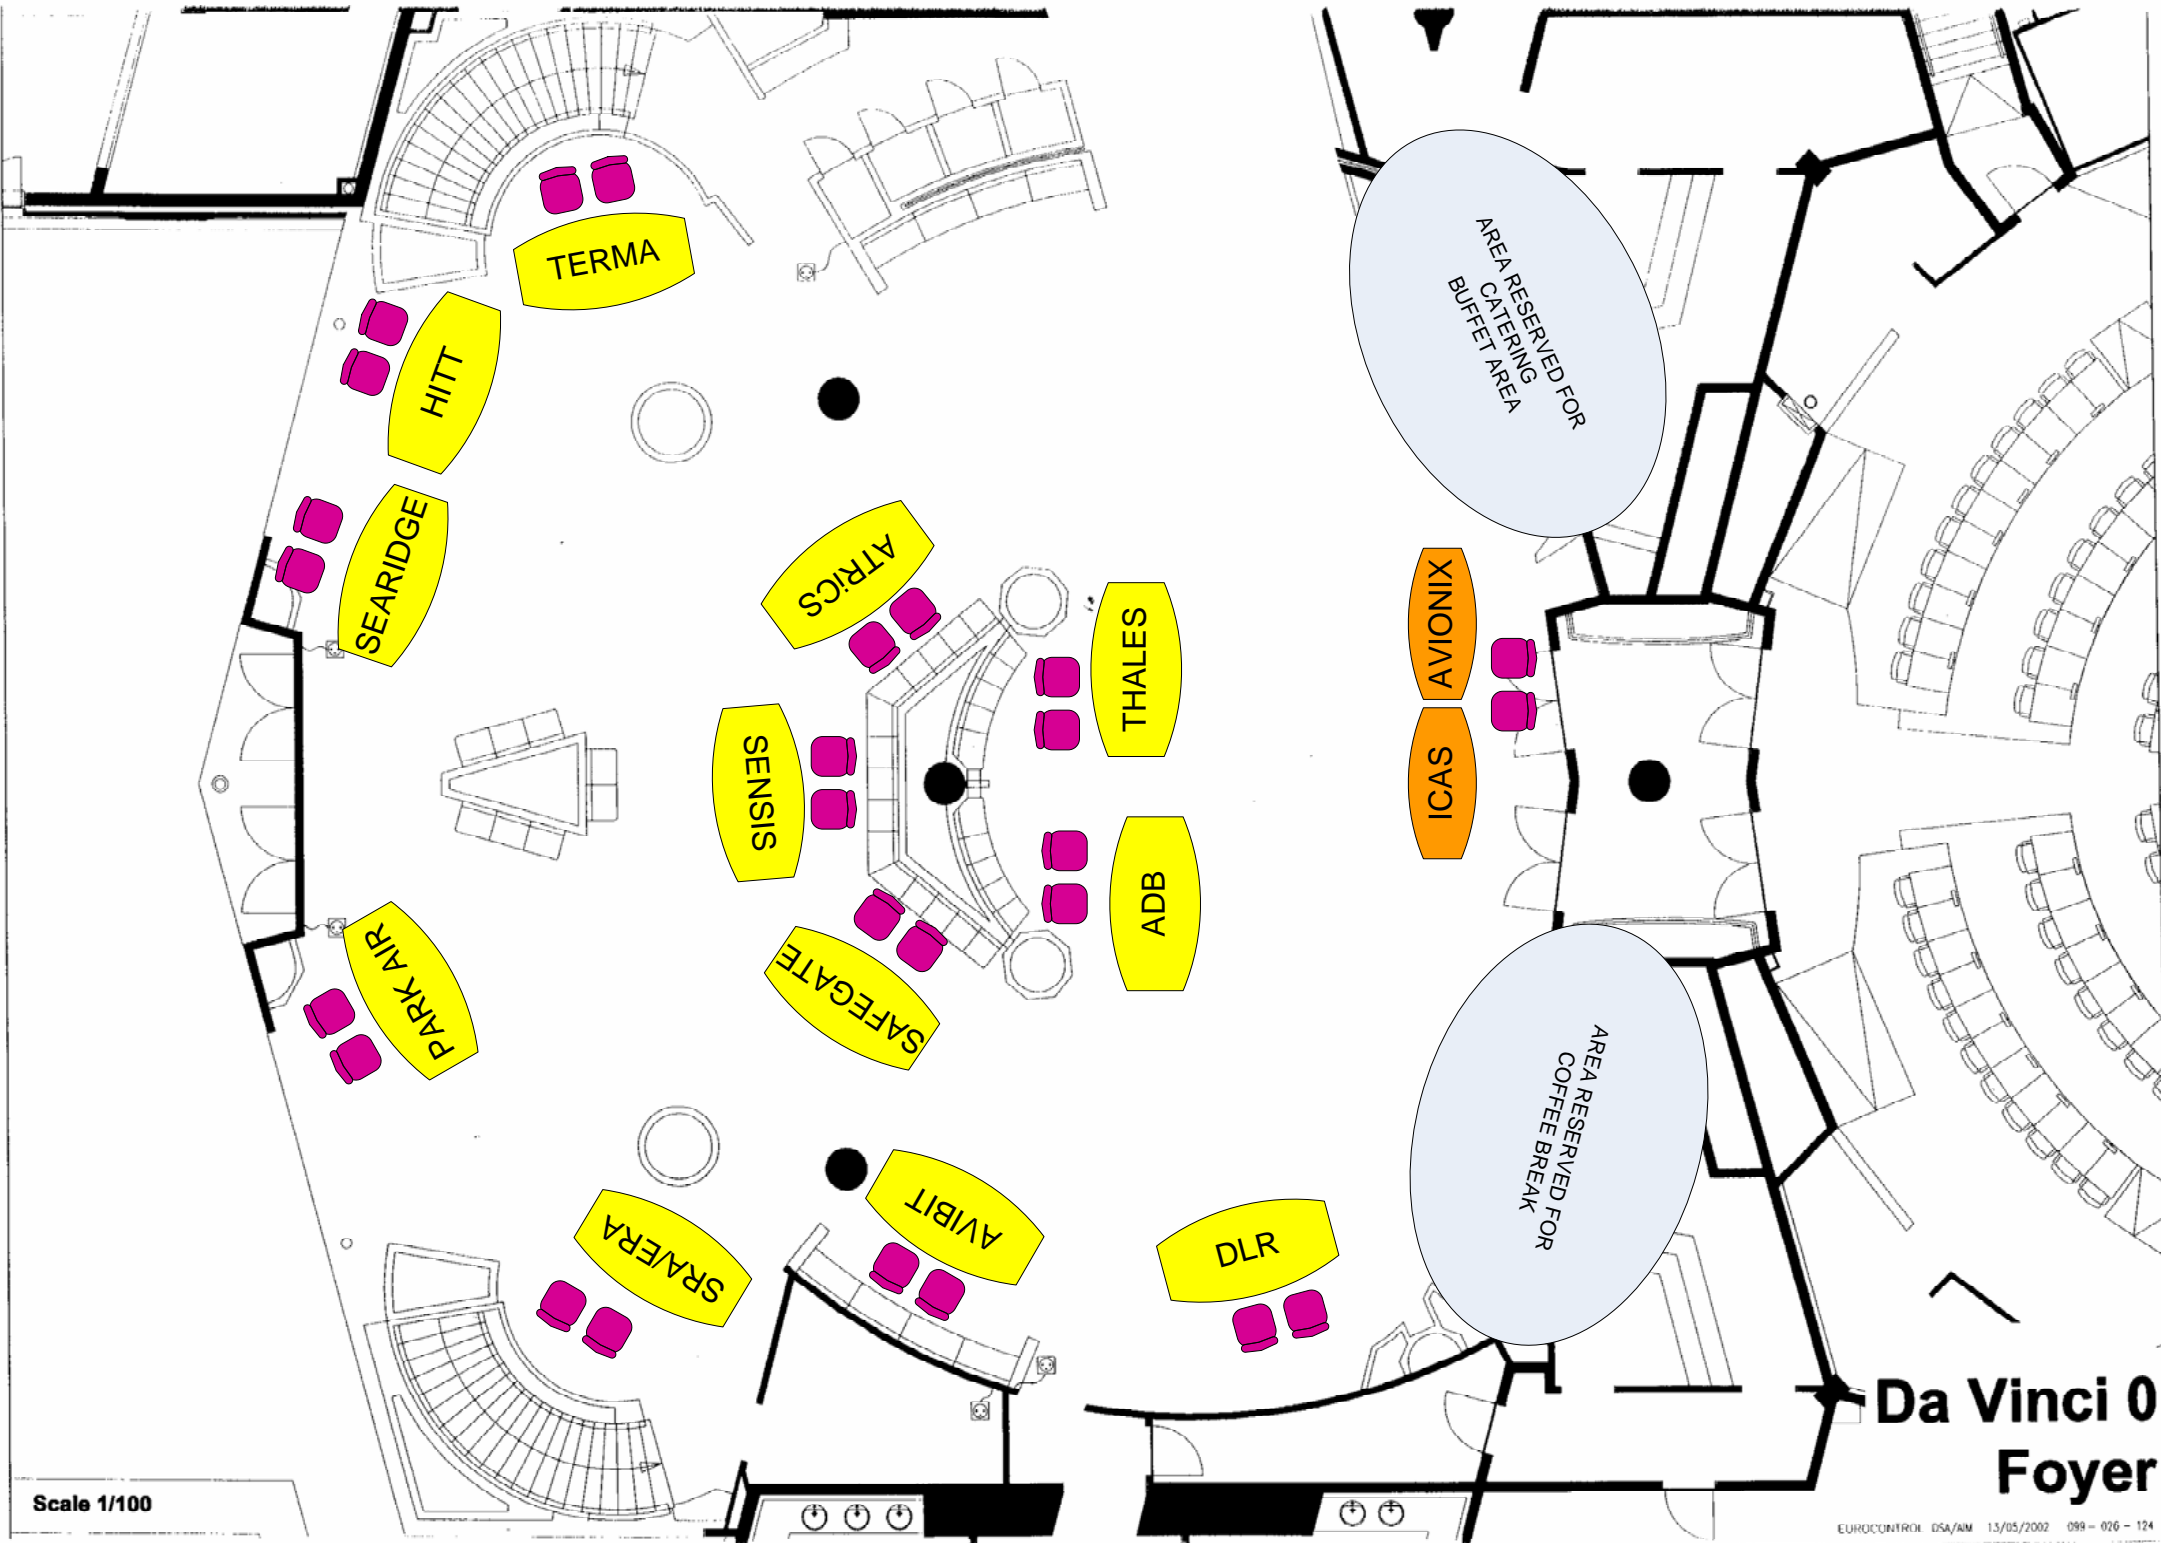 TERMA
HITT
SEARIDGE
AREA RESERVED FOR
CATERING
BUFFET AREA
ATRiCS
THALES
AVIONIX
SENSIS
ICAS
ADB
SAFEGATE
PARK AIR
AREA RESERVED FOR
COFFEE BREAK
SRA/ERA
AVIBIT
DLR
Da Vinci 0
Foyer
Scale 1/100
EUROCONTROL DSA/AIM 13/05/2002 099 - 026 - 124